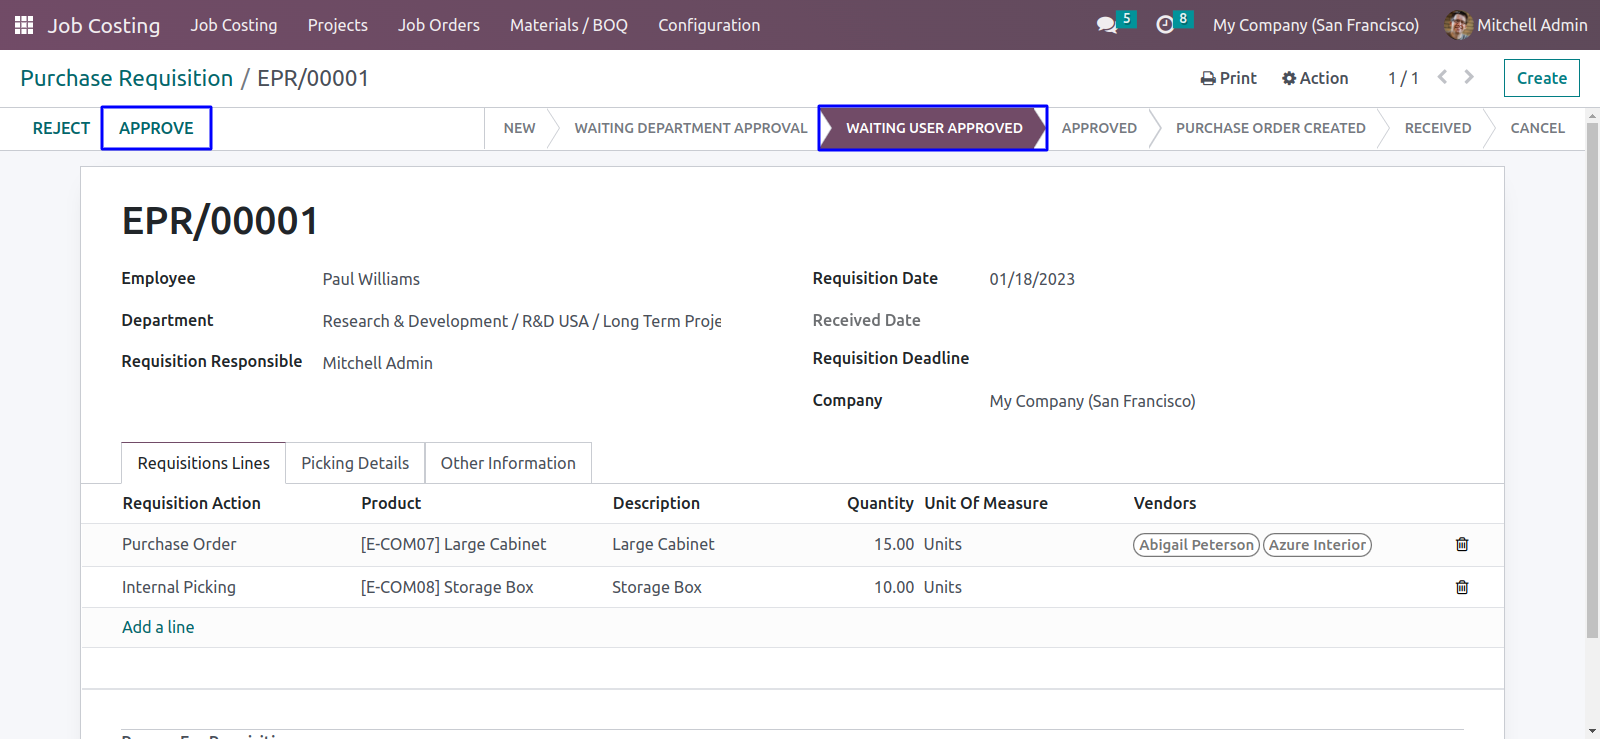 Job Costing Job Costing Projects Job Orders Materials / BOQ Configuration 5 8 My Company (San Francisco) Mitchell Admin
Purchase Requisition / EPR/00001 Print Action 1 / 1 Create
REJECT APPROVE NEW WAITING DEPARTMENT APPROVAL WAITING USER APPROVED APPROVED PURCHASE ORDER CREATED RECEIVED CANCEL
EPR/00001
Employee Paul Williams Requisition Date 01/18/2023
Department Research & Development / R&D USA / Long Term Proje Received Date
Requisition Responsible Mitchell Admin Requisition Deadline
Company My Company (San Francisco)
Requisitions Lines Picking Details Other Information
Requisition Action Product Description Quantity Unit Of Measure Vendors
Purchase Order [E-COM07] Large Cabinet Large Cabinet 15.00 Units Abigail Peterson Azure Interior
Internal Picking [E-COM08] Storage Box Storage Box 10.00 Units
Add a line